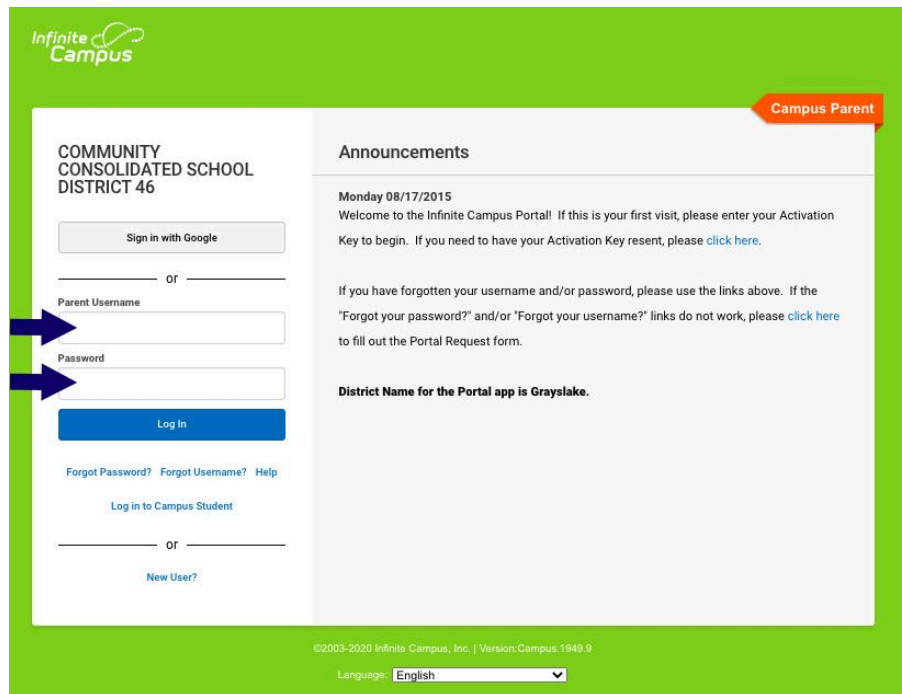 Infinite
Campus
Campus Parent
COMMUNITY
CONSOLIDATED SCHOOL
DISTRICT 46
Sign in with Google
or
Parent Username
Password
Log In
Forgot Password? Forgot Username? Help
Log in to Campus Student
or
New User?
Announcements
Monday 08/17/2015
Welcome to the Infinite Campus Portal! If this is your first visit, please enter your Activation
Key to begin. If you need to have your Activation Key resent, please click here.
If you have forgotten your username and/or password, please use the links above. If the
"Forgot your password?" and/or "Forgot your username?" links do not work, please click here
to fill out the Portal Request form.
District Name for the Portal app is Grayslake.
©2003-2020 Infinite Campus, Inc. | Version:Campus.1949.9
Language: English